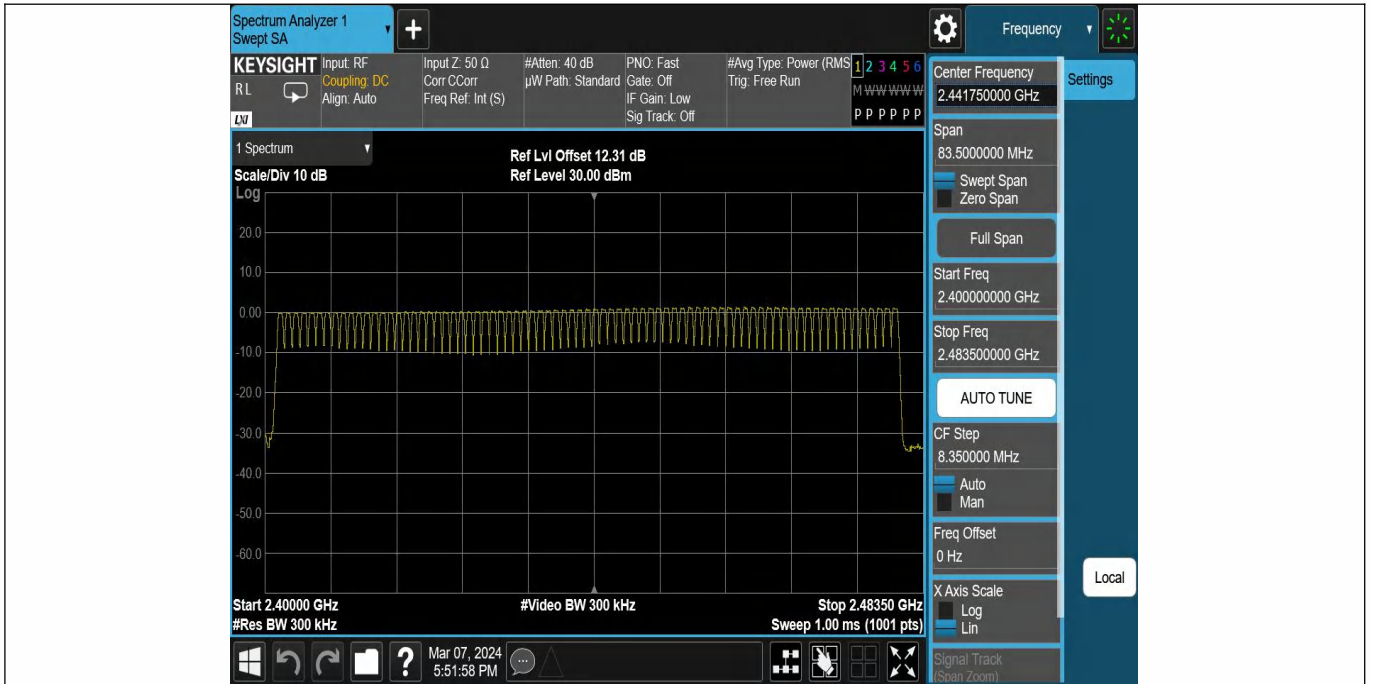 Spectrum Analyzer 1
Swept SA
+
Frequency
KEYSIGHT
RL
LXI
Input: RF
Coupling: DC
Align: Auto
Input Z: 50 Ω
Corr CCorr
Freq Ref: Int (S)
#Atten: 40 dB
µW Path: Standard
PNO: Fast
Gate: Off
IF Gain: Low
Sig Track: Off
#Avg Type: Power (RMS
Trig: Free Run
1 2 3 4 5 6
M W W W W W
P P P P P P
1 Spectrum
Scale/Div 10 dB
Ref Lvl Offset 12.31 dB
Ref Level 30.00 dBm
Log
20.0
10.0
0.00
-10.0
-20.0
-30.0
-40.0
-50.0
-60.0
Start 2.40000 GHz
#Video BW 300 kHz
Stop 2.48350 GHz
#Res BW 300 kHz
Sweep 1.00 ms (1001 pts)
Center Frequency
2.441750000 GHz
Settings
Span
83.5000000 MHz
Swept Span
Zero Span
Full Span
Start Freq
2.400000000 GHz
Stop Freq
2.483500000 GHz
AUTO TUNE
CF Step
8.350000 MHz
Auto
Man
Freq Offset
0 Hz
X Axis Scale
Log
Lin
Signal Track
(Span Zoom)
Local
?
Mar 07, 2024
5:51:58 PM